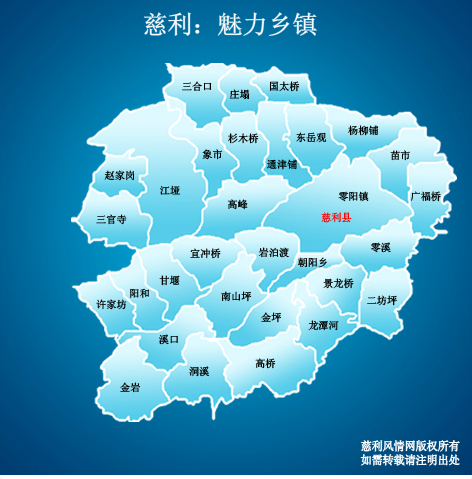 慈利：魅力乡镇
三合口
庄塌
国太桥
杨柳铺
杉木桥
东岳观
象市
通津铺
苗市
赵家岗
江垭
零阳镇
广福桥
高峰
三官寺
慈利县
宜冲桥
岩泊渡
零溪
朝阳乡
甘堰
景龙桥
阳和
南山坪
二坊坪
许家坊
金坪
龙潭河
溪口
高桥
洞溪
金岩
慈利风情网版权所有
如需转载请注明出处